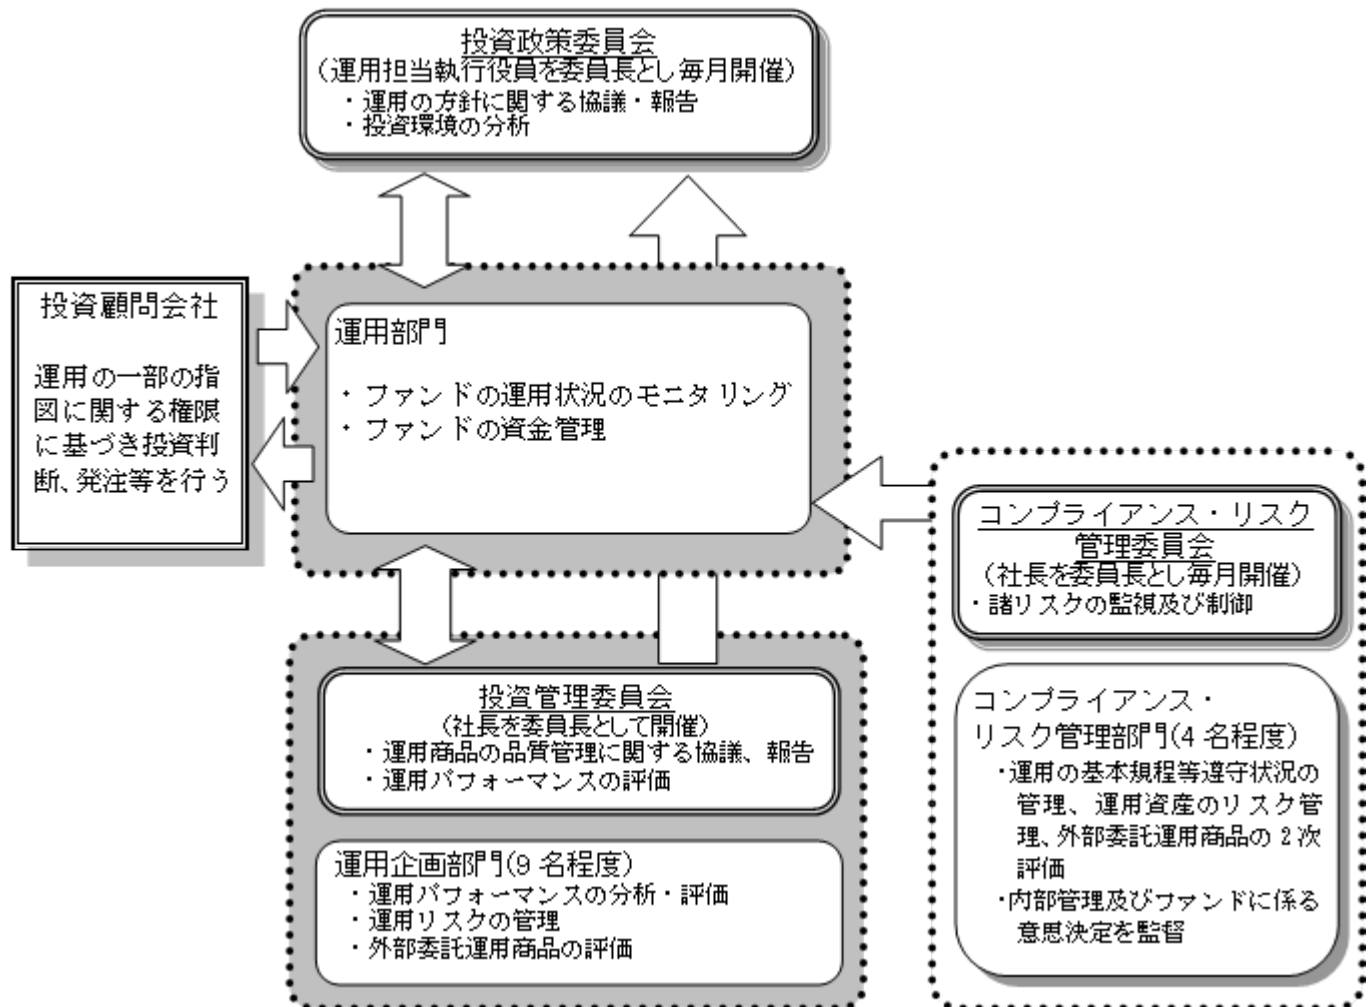 投資政策委員会
(運用担当執行役員を委員長とし毎月開催)
・運用の方針に関する協議・報告
・投資環境の分析
投資顧問会社
運用の一部の指
図に関する権限
に基づき投資判
断、発注等を行う
運用部門
・ファンドの運用状況のモニタリング
・ファンドの資金管理
投資管理委員会
(社長を委員長として開催)
・運用商品の品質管理に関する協議、報告
・運用パフォーマンスの評価
運用企画部門(9名程度)
・運用パフォーマンスの分析・評価
・運用リスクの管理
・外部委託運用商品の評価
コンプライアンス・リスク
管理委員会
(社長を委員長とし毎月開催)
・諸リスクの監視及び制御
コンプライアンス・
リスク管理部門(4名程度)
・運用の基本規程等遵守状況の
管理、運用資産のリスク管
理、外部委託運用商品の2次
評価
・内部管理及びファンドに係る
意思決定を監督